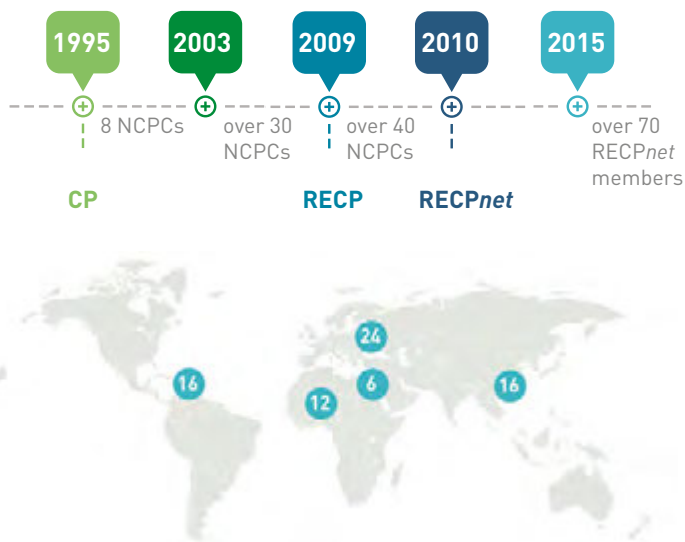 1995 2003 2009 2010 2015
8 NCPCs
over 30
NCPCs
over 40
NCPCs
over 70
RECPnet
members
CP RECP RECPnet
24
16
12
6
16